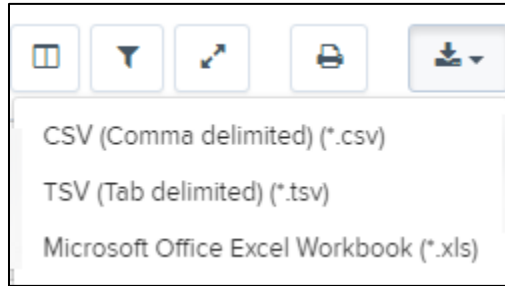 CSV (Comma delimited) (*.csv)
TSV (Tab delimited) (*.tsv)
Microsoft Office Excel Workbook (*.xls)